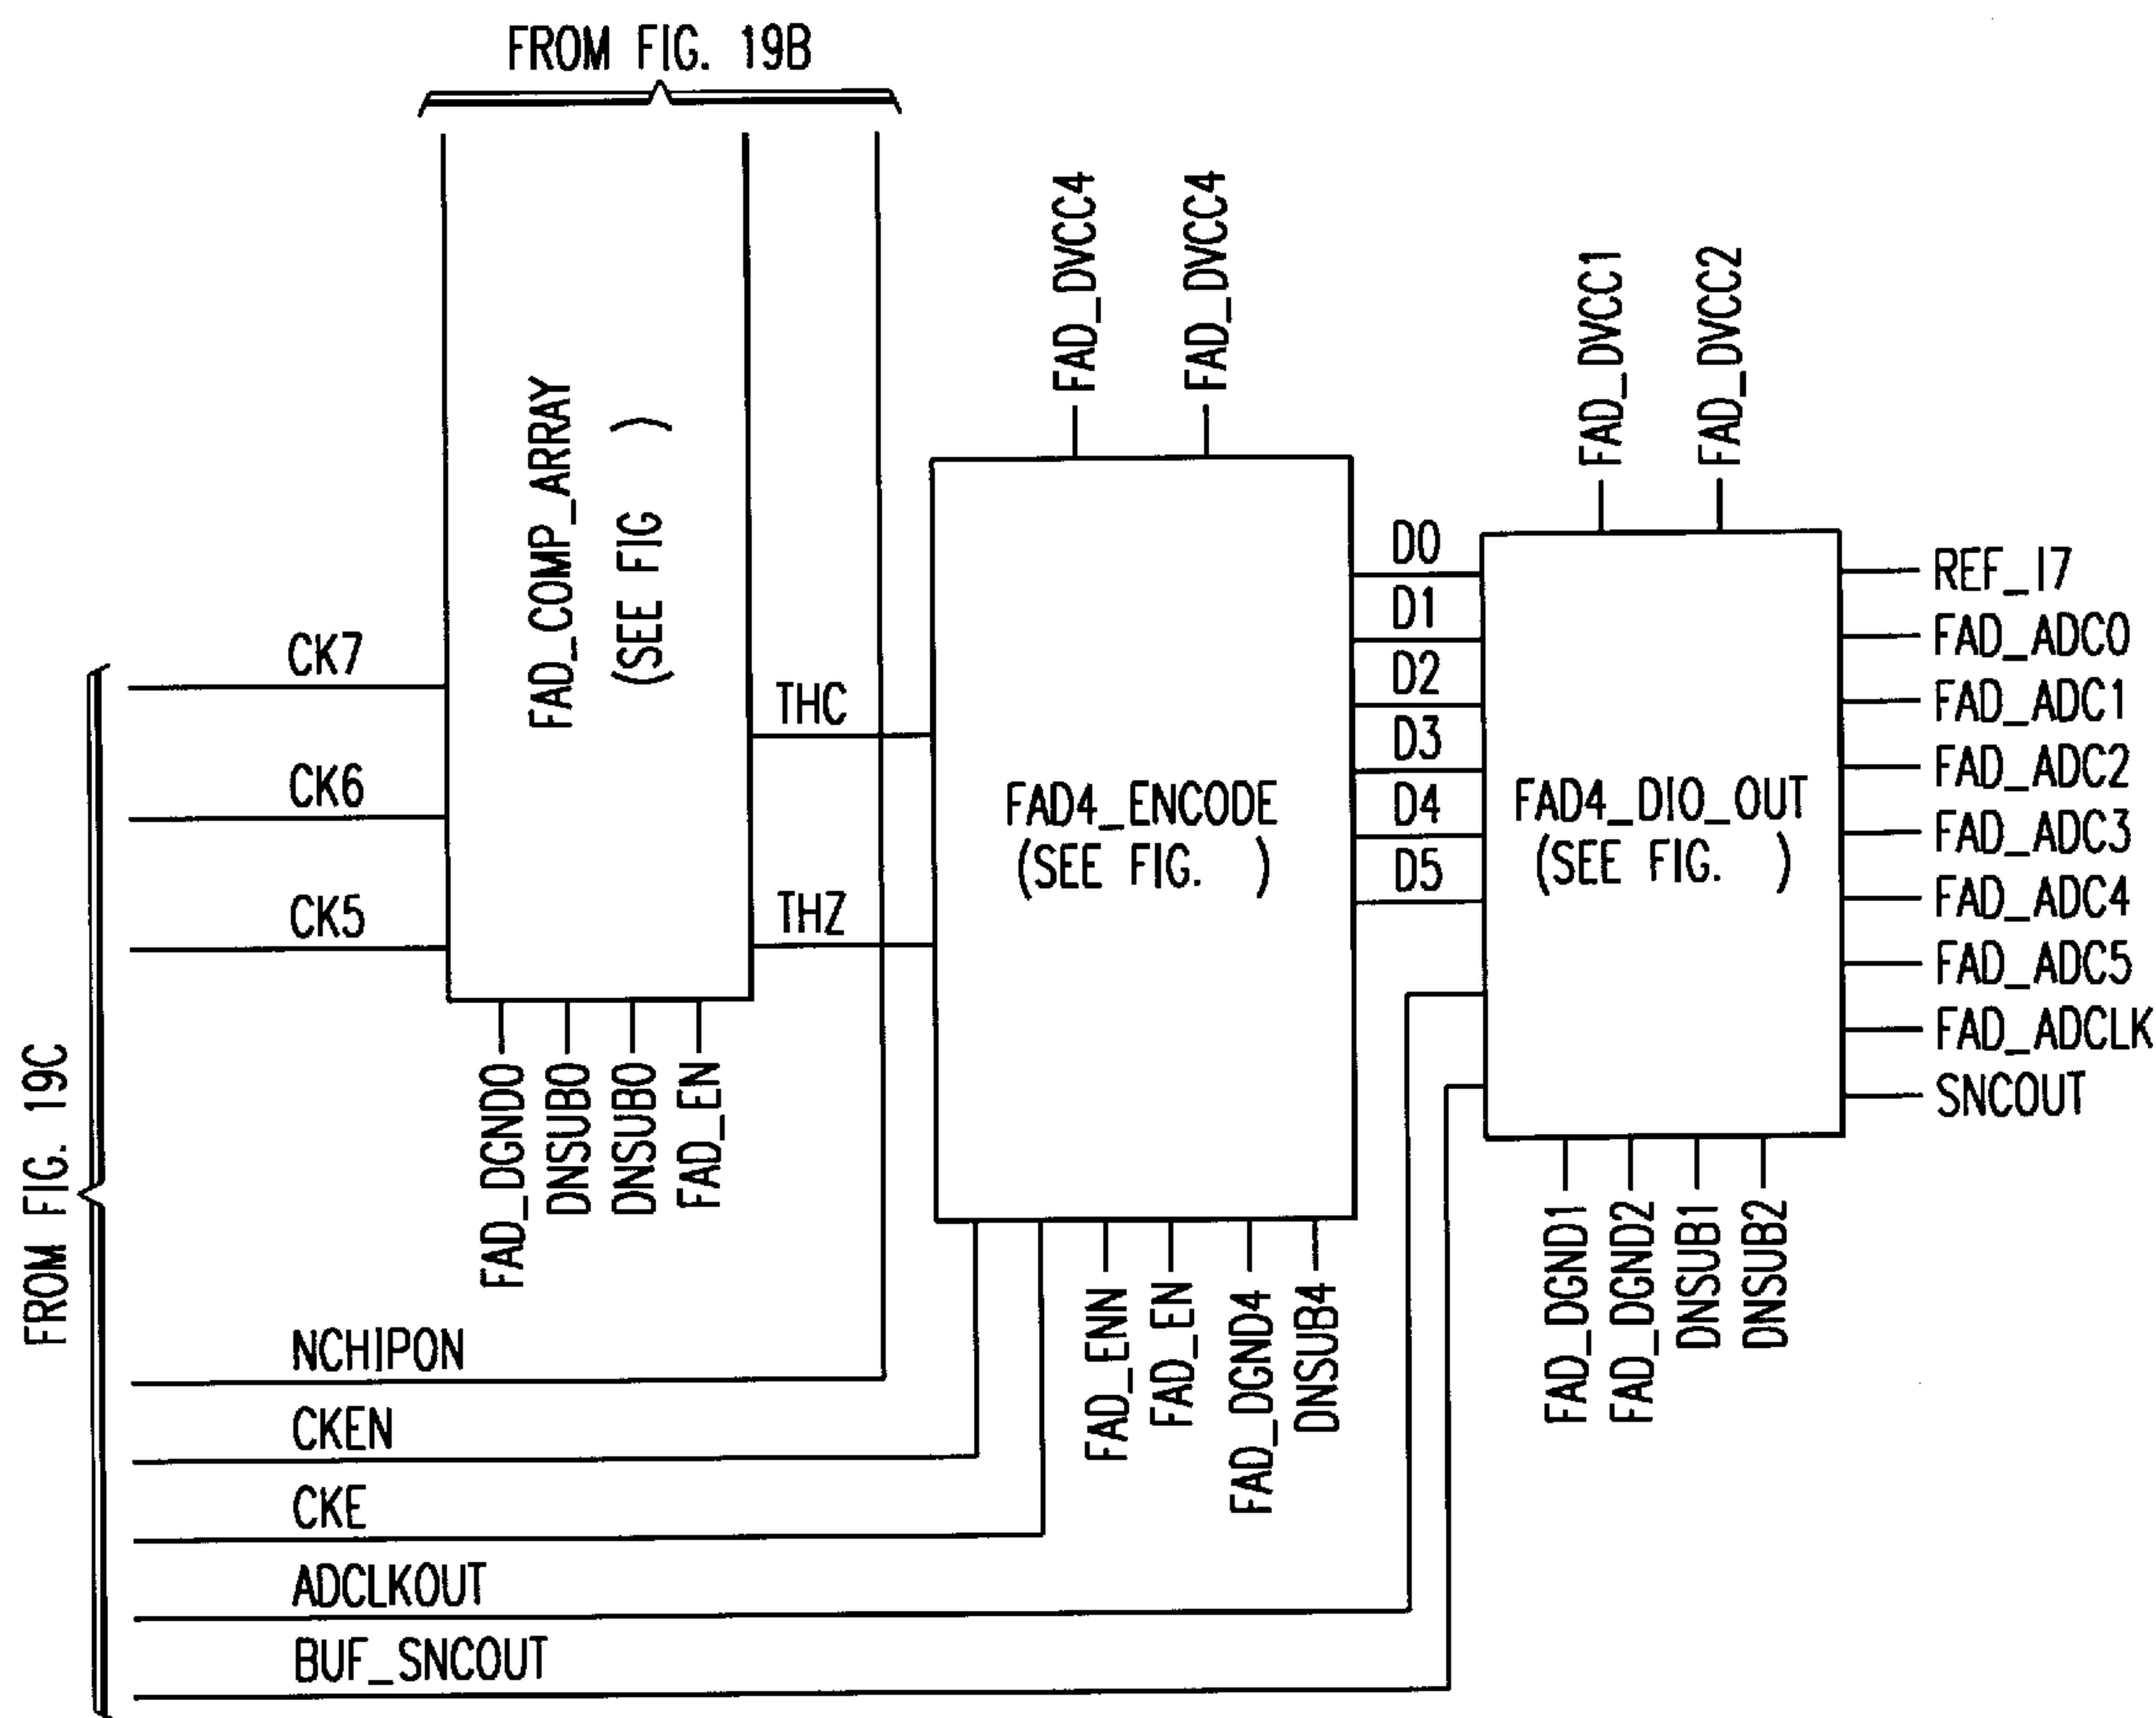 FROM FIG. 19B
FAD_COMP_ARRAY
(SEE FIG )
FAD_DVCC4
FAD_DVCC4
FAD_DVCC1
FAD_DVCC2
CK7
CK6
CK5
THC
THZ
FAD4_ENCODE
(SEE FIG. )
D0
D1
D2
D3
D4
D5
FAD4_DIO_OUT
(SEE FIG. )
REF_I7
FAD_ADC0
FAD_ADC1
FAD_ADC2
FAD_ADC3
FAD_ADC4
FAD_ADC5
FAD_ADCLK
SNCOUT
FROM FIG. 19C
FAD_DGND0
DNSUB0
DNSUB0
FAD_EN
FAD_ENN
FAD_EN
FAD_DGND4
DNSUB4
FAD_DGND1
FAD_DGND2
DNSUB1
DNSUB2
NCHIPON
CKEN
CKE
ADCLKOUT
BUF_SNCOUT